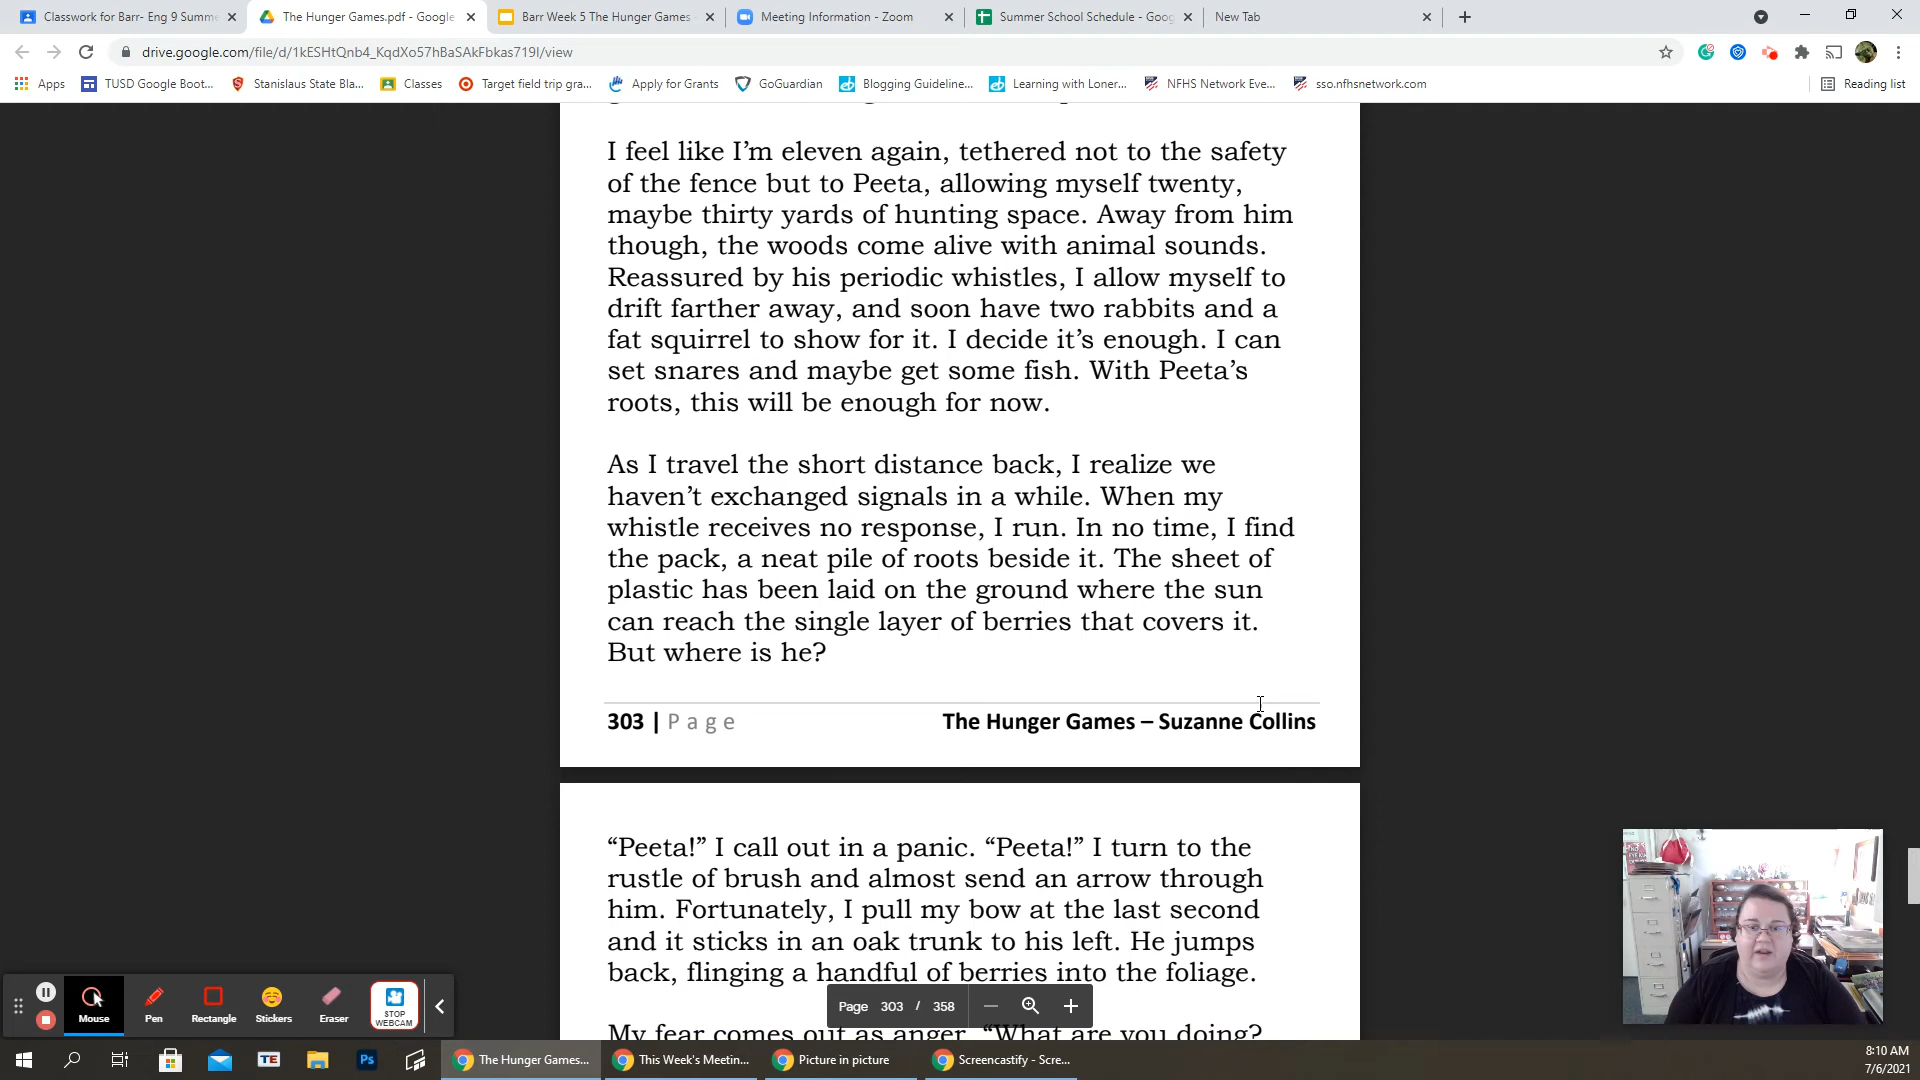 Classwork for Barr- Eng 9 Summe
The Hunger Games.pdf - Google
Barr Week 5 The Hunger Games
Meeting Information - Zoom
Summer School Schedule - Goog
New Tab
drive.google.com/file/d/1kESHtQnb4_KqdXo57hBaSAkFbkas719I/view
Apps
TUSD Google Boot...
Stanislaus State Bla...
Classes
Target field trip gra...
Apply for Grants
GoGuardian
Blogging Guideline...
Learning with Loner...
NFHS Network Eve...
sso.nfhsnetwork.com
Reading list
I feel like I’m eleven again, tethered not to the safety
of the fence but to Peeta, allowing myself twenty,
maybe thirty yards of hunting space. Away from him
though, the woods come alive with animal sounds.
Reassured by his periodic whistles, I allow myself to
drift farther away, and soon have two rabbits and a
fat squirrel to show for it. I decide it’s enough. I can
set snares and maybe get some fish. With Peeta’s
roots, this will be enough for now.
As I travel the short distance back, I realize we
haven’t exchanged signals in a while. When my
whistle receives no response, I run. In no time, I find
the pack, a neat pile of roots beside it. The sheet of
plastic has been laid on the ground where the sun
can reach the single layer of berries that covers it.
But where is he?
303 | Page
The Hunger Games – Suzanne Collins
“Peeta!” I call out in a panic. “Peeta!” I turn to the
rustle of brush and almost send an arrow through
him. Fortunately, I pull my bow at the last second
and it sticks in an oak trunk to his left. He jumps
back, flinging a handful of berries into the foliage.
My fear comes out as anger. “What are you doing?
Page 303 / 358
Mouse
Pen
Rectangle
Stickers
Eraser
STOP
WEBCAM
TE
Ps
The Hunger Games...
This Week's Meetin...
Picture in picture
Screencastify - Scre...
8:10 AM
7/6/2021